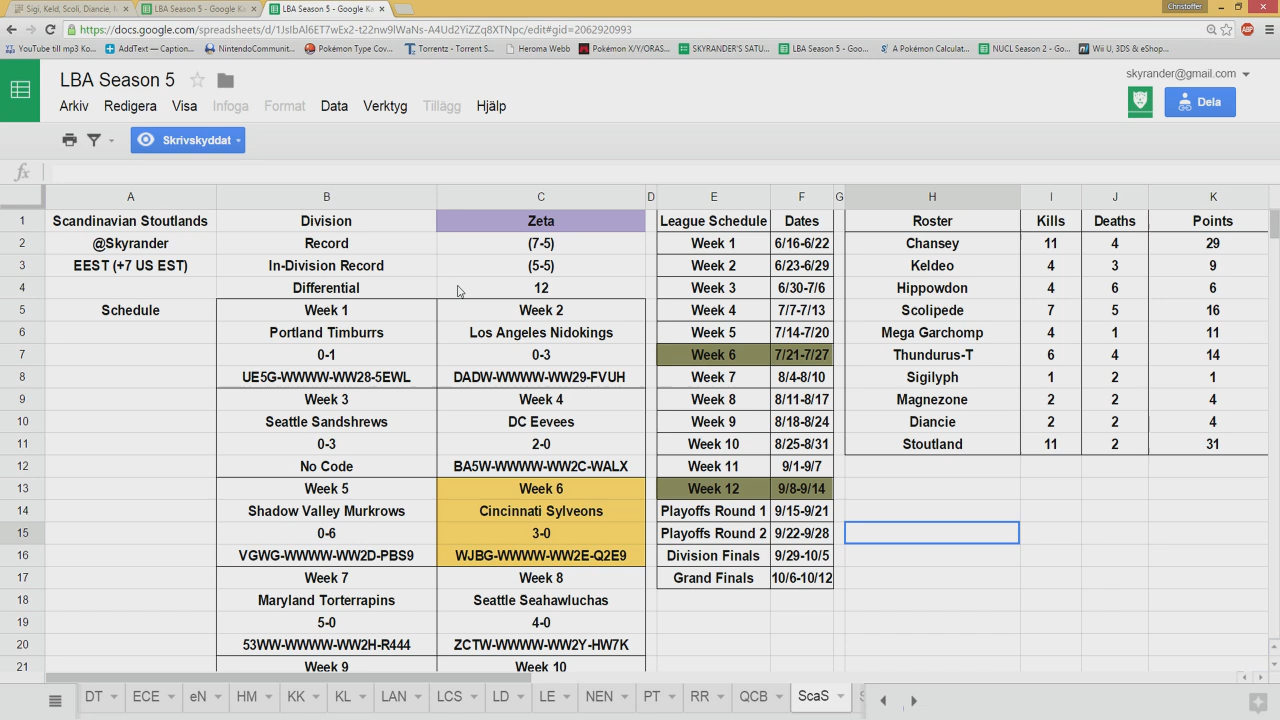 Sigi, Keld, Scoli, Diancie,
LBA Season 5 - Google Ka
LBA Season 5 - Google Ka
Christoffer
https://docs.google.com/spreadsheets/d/1JsIbAl6ET7wEx2-t22nw9lWaNs-A4Ud2YiZZq8XTNpc/edit#gid=2062920993
YouTube till mp3 Ko... AddText — Caption... NintendoCommuniti... Pokémon Type Cov... Torrentz - Torrent S... Heroma Webb Pokémon X/Y/ORAS... SKYRANDER'S SATU... LBA Season 5 - Goo... A Pokémon Calculat... NUCL Season 2 - Go... Wii U, 3DS & eShop...
LBA Season 5
skyrander@gmail.com
Arkiv Redigera Visa Infoga Format Data Verktyg Tillägg Hjälp
Dela
Skrivskyddat
fx
A B C D E F G H I J K
1 Scandinavian Stoutlands Division Zeta League Schedule Dates Roster Kills Deaths Points
2 @Skyrander Record (7-5) Week 1 6/16-6/22 Chansey 11 4 29
3 EEST (+7 US EST) In-Division Record (5-5) Week 2 6/23-6/29 Keldeo 4 3 9
4 Differential 12 Week 3 6/30-7/6 Hippowdon 4 6 6
5 Schedule Week 1 Week 2 Week 4 7/7-7/13 Scolipede 7 5 16
6 Portland Timburrs Los Angeles Nidokings Week 5 7/14-7/20 Mega Garchomp 4 1 11
7 0-1 0-3 Week 6 7/21-7/27 Thundurus-T 6 4 14
8 UE5G-WWWW-WW28-5EWL DADW-WWWW-WW29-FVUH Week 7 8/4-8/10 Sigilyph 1 2 1
9 Week 3 Week 4 Week 8 8/11-8/17 Magnezone 2 2 4
10 Seattle Sandshrews DC Eevees Week 9 8/18-8/24 Diancie 2 2 4
11 0-3 2-0 Week 10 8/25-8/31 Stoutland 11 2 31
12 No Code BA5W-WWWW-WW2C-WALX Week 11 9/1-9/7
13 Week 5 Week 6 Week 12 9/8-9/14
14 Shadow Valley Murkrows Cincinnati Sylveons Playoffs Round 1 9/15-9/21
15 0-6 3-0 Playoffs Round 2 9/22-9/28
16 VGWG-WWWW-WW2D-PBS9 WJBG-WWWW-WW2E-Q2E9 Division Finals 9/29-10/5
17 Week 7 Week 8 Grand Finals 10/6-10/12
18 Maryland Torterrapins Seattle Seahawluchas
19 5-0 4-0
20 53WW-WWWW-WW2H-R444 ZCTW-WWWW-WW2Y-HW7K
21 Week 9 Week 10
DT ECE eN HM KK KL LAN LCS LD LE NEN PT RR QCB ScaS